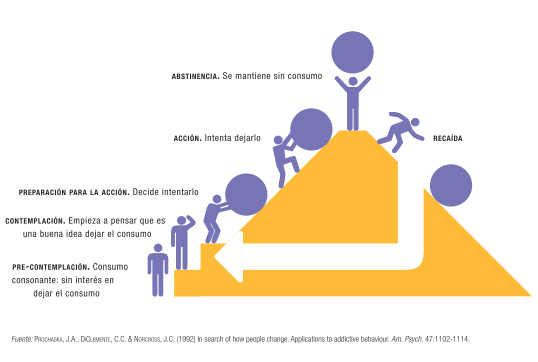 ABSTINENCIA. Se mantiene sin consumo
ACCIÓN. Intenta dejarlo
RECAÍDA
PREPARACIÓN PARA LA ACCIÓN. Decide intentarlo
CONTEMPLACIÓN. Empieza a pensar que es
una buena idea dejar el consumo
PRE-CONTEMPLACIÓN. Consumo
consonante: sin interés en
dejar el consumo
Fuente: PROCHASKA, J.A., DICLEMENTE, C.C. & NORCROSS, J.C. (1992) In search of how people change. Applications to addictive behaviour. Am. Psych. 47:1102-1114.